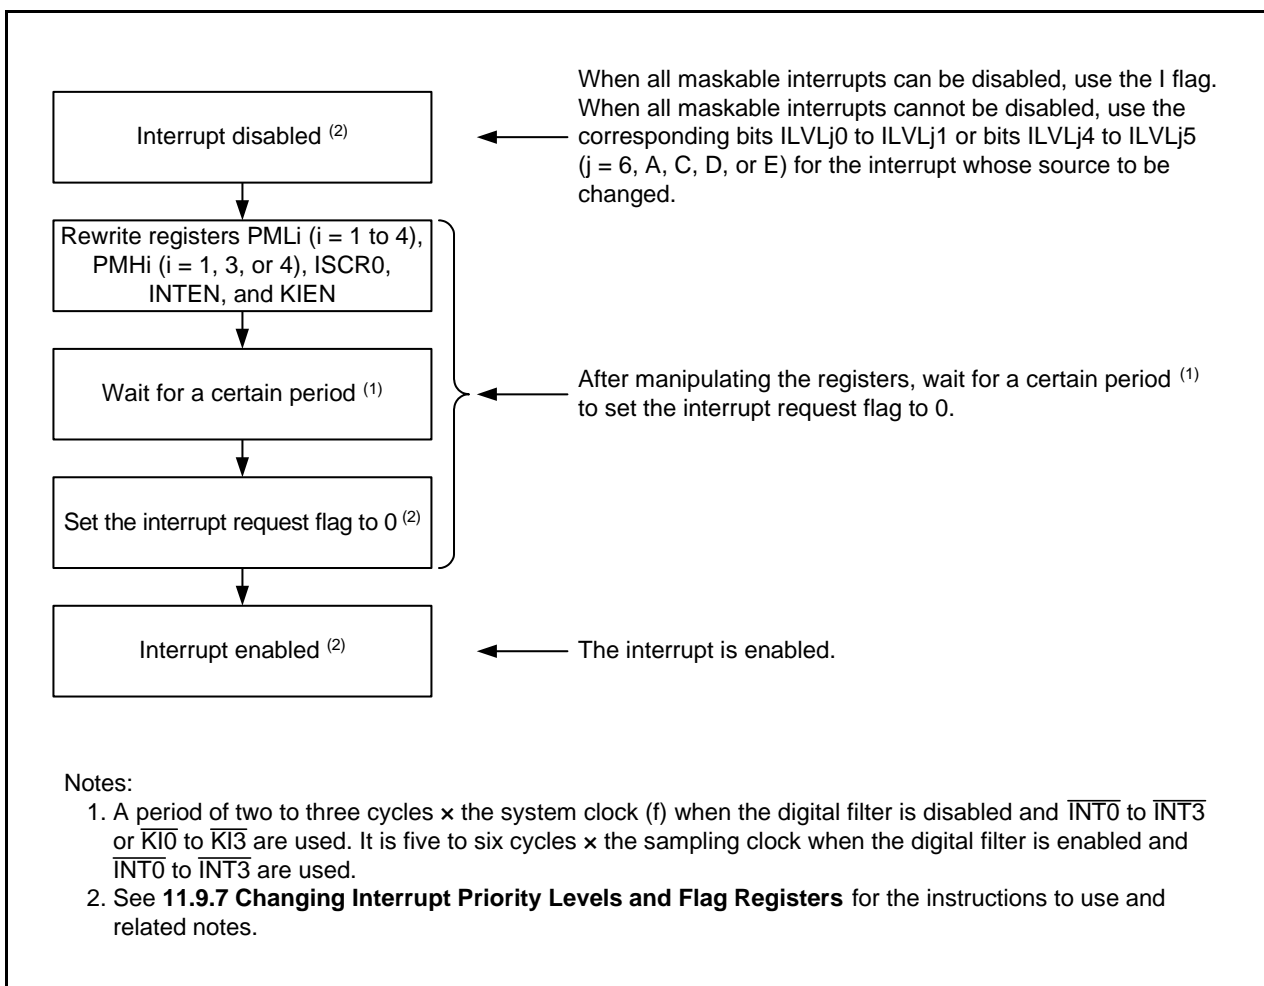 When all maskable interrupts can be disabled, use the I flag.
When all maskable interrupts cannot be disabled, use the
corresponding bits ILVLj0 to ILVLj1 or bits ILVLj4 to ILVLj5
(j = 6, A, C, D, or E) for the interrupt whose source to be
changed.
Interrupt disabled (2)
Rewrite registers PMLi (i = 1 to 4),
PMHi (i = 1, 3, or 4), ISCR0,
INTEN, and KIEN
Wait for a certain period (1)
After manipulating the registers, wait for a certain period (1)
to set the interrupt request flag to 0.
Set the interrupt request flag to 0 (2)
Interrupt enabled (2)
The interrupt is enabled.
Notes:
1. A period of two to three cycles × the system clock (f) when the digital filter is disabled and I̅N̅T̅0̅ to I̅N̅T̅3̅
or K̅I̅0̅ to K̅I̅3̅ are used. It is five to six cycles × the sampling clock when the digital filter is enabled and
I̅N̅T̅0̅ to I̅N̅T̅3̅ are used.
2. See 11.9.7 Changing Interrupt Priority Levels and Flag Registers for the instructions to use and
related notes.